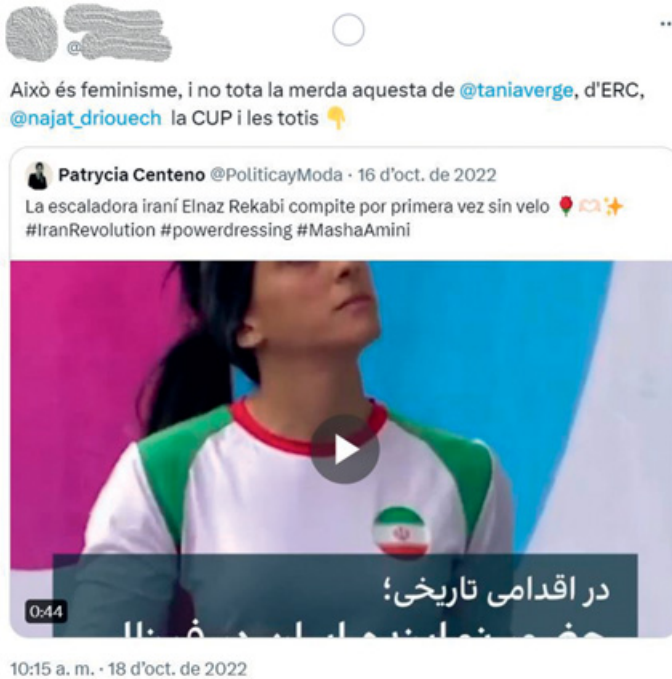 @
Això és feminisme, i no tota la merda aquesta de @taniaverge, d'ERC,
@najat_driouech la CUP i les totis 👇
Patrycia Centeno @PoliticayModa · 16 d'oct. de 2022
La escaladora iraní Elnaz Rekabi compite por primera vez sin velo 🌹🫶🏻✨
#IranRevolution #powerdressing #MashaAmini
در اقدامی تاریخی؛
0:44
10:15 a. m. · 18 d'oct. de 2022